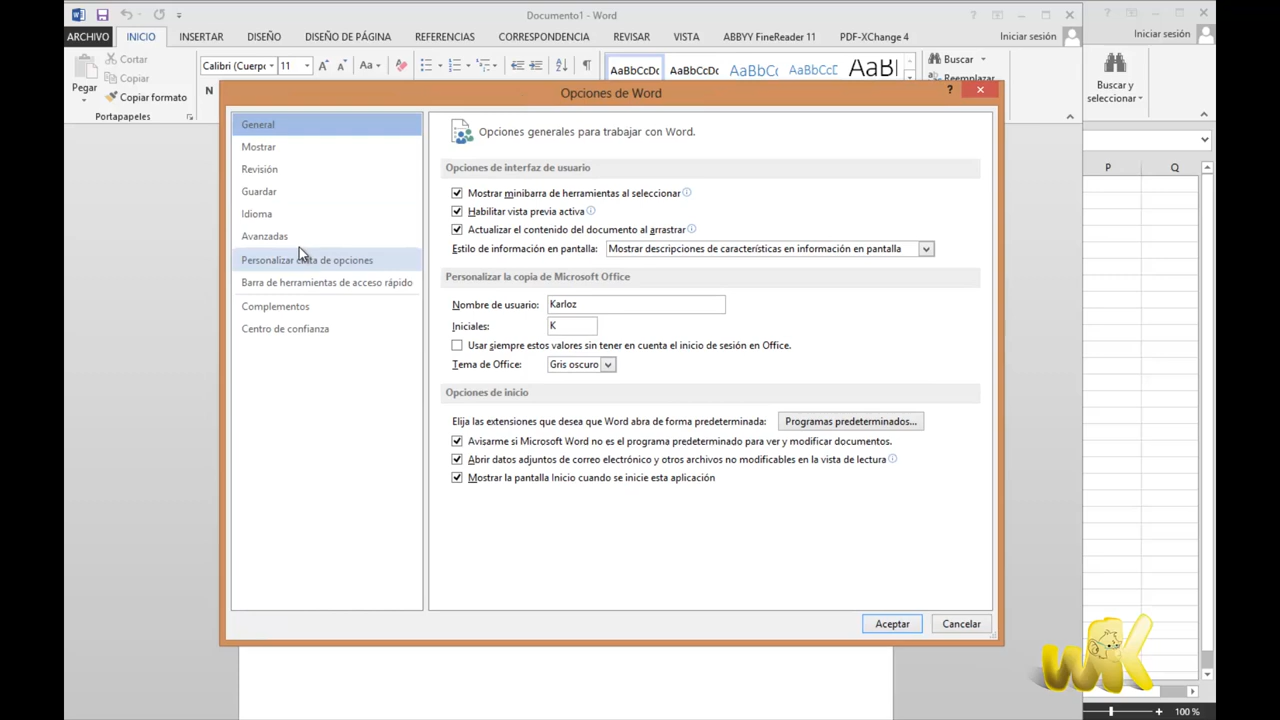 Documento1 - Word
ARCHIVO INICIO INSERTAR DISEÑO DISEÑO DE PÁGINA REFERENCIAS CORRESPONDENCIA REVISAR VISTA ABBYY FineReader 11 PDF-XChange 4 Iniciar sesión
Iniciar sesión
Pegar
Cortar
Copiar
Copiar formato
Portapapeles
Calibri (Cuerpo 11
N
Aa
AaBbCcDc AaBbCcDc AaBbCc AaBbCcE AaBl
Buscar
Reemplazar
Buscar y
seleccionar
Opciones de Word
General
Mostrar
Revisión
Guardar
Idioma
Avanzadas
Personalizar cinta de opciones
Barra de herramientas de acceso rápido
Complementos
Centro de confianza
Opciones generales para trabajar con Word.
Opciones de interfaz de usuario
Mostrar minibarra de herramientas al seleccionar
Habilitar vista previa activa
Actualizar el contenido del documento al arrastrar
Estilo de información en pantalla: Mostrar descripciones de características en información en pantalla
Personalizar la copia de Microsoft Office
Nombre de usuario: Karloz
Iniciales: K
Usar siempre estos valores sin tener en cuenta el inicio de sesión en Office.
Tema de Office: Gris oscuro
Opciones de inicio
Elija las extensiones que desea que Word abra de forma predeterminada: Programas predeterminados...
Avisarme si Microsoft Word no es el programa predeterminado para ver y modificar documentos.
Abrir datos adjuntos de correo electrónico y otros archivos no modificables en la vista de lectura
Mostrar la pantalla Inicio cuando se inicie esta aplicación
Aceptar Cancelar
P Q
WK
100 %